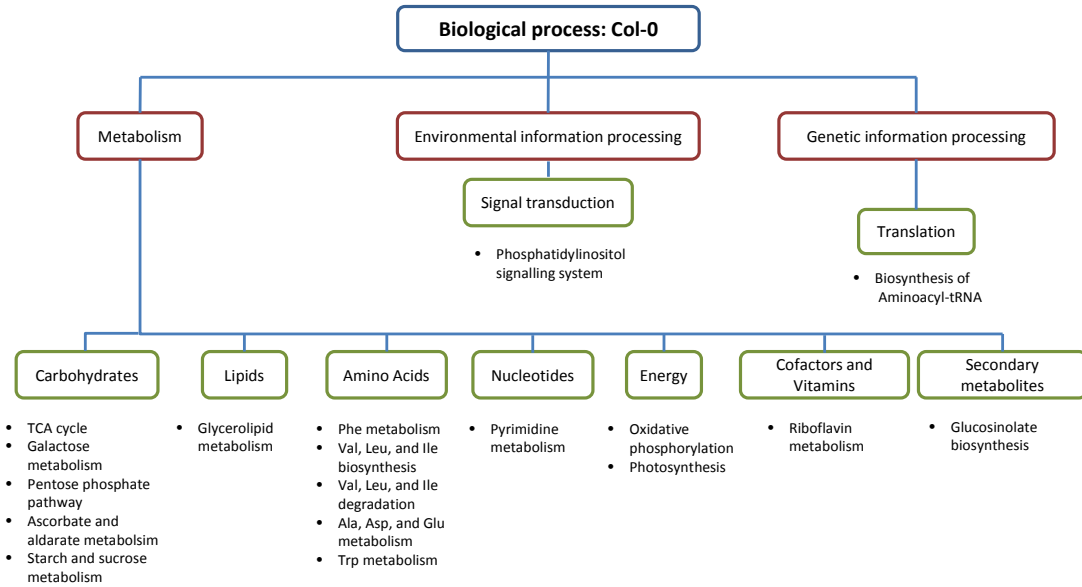 Biological process: Col-0
Metabolism
Environmental information processing
Genetic information processing
Signal transduction
Translation
• Phosphatidylinositol
signalling system
• Biosynthesis of
Aminoacyl-tRNA
Carbohydrates
Lipids
Amino Acids
Nucleotides
Energy
Cofactors and
Vitamins
Secondary
metabolites
• TCA cycle
• Galactose
metabolism
• Pentose phosphate
pathway
• Ascorbate and
aldarate metabolsim
• Starch and sucrose
metabolism
• Glycerolipid
metabolism
• Phe metabolism
• Val, Leu, and Ile
biosynthesis
• Val, Leu, and Ile
degradation
• Ala, Asp, and Glu
metabolism
• Trp metabolism
• Pyrimidine
metabolism
• Oxidative
phosphorylation
• Photosynthesis
• Riboflavin
metabolism
• Glucosinolate
biosynthesis